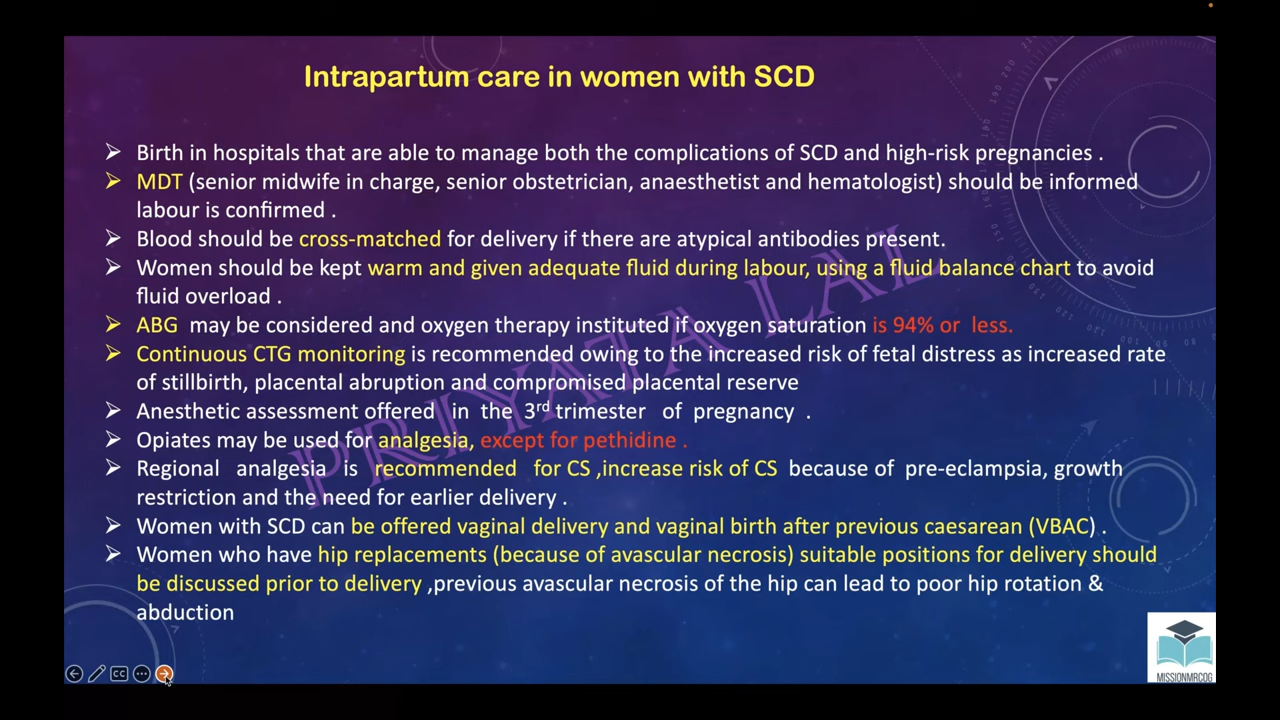 Intrapartum care in women with SCD
Birth in hospitals that are able to manage both the complications of SCD and high-risk pregnancies .
MDT (senior midwife in charge, senior obstetrician, anaesthetist and hematologist) should be informed
labour is confirmed .
Blood should be cross-matched for delivery if there are atypical antibodies present.
Women should be kept warm and given adequate fluid during labour, using a fluid balance chart to avoid
fluid overload .
ABG may be considered and oxygen therapy instituted if oxygen saturation is 94% or less.
Continuous CTG monitoring is recommended owing to the increased risk of fetal distress as increased rate
of stillbirth, placental abruption and compromised placental reserve
Anesthetic assessment offered in the 3rd trimester of pregnancy .
Opiates may be used for analgesia, except for pethidine .
Regional analgesia is recommended for CS ,increase risk of CS because of pre-eclampsia, growth
restriction and the need for earlier delivery .
Women with SCD can be offered vaginal delivery and vaginal birth after previous caesarean (VBAC) .
Women who have hip replacements (because of avascular necrosis) suitable positions for delivery should
be discussed prior to delivery ,previous avascular necrosis of the hip can lead to poor hip rotation &
abduction
PRIYATA LAL
CC
MISSIONMRCOG